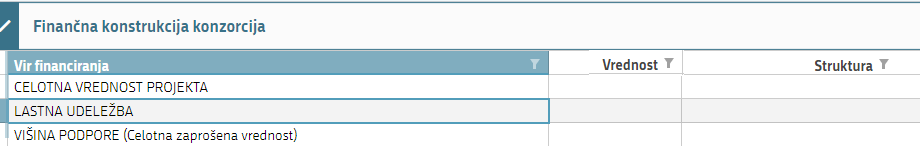 Finančna konstrukcija konzorcija
Vir financiranja Vrednost Struktura
CELOTNA VREDNOST PROJEKTA
LASTNA UDELEŽBA
VIŠINA PODPORE (Celotna zaprošena vrednost)